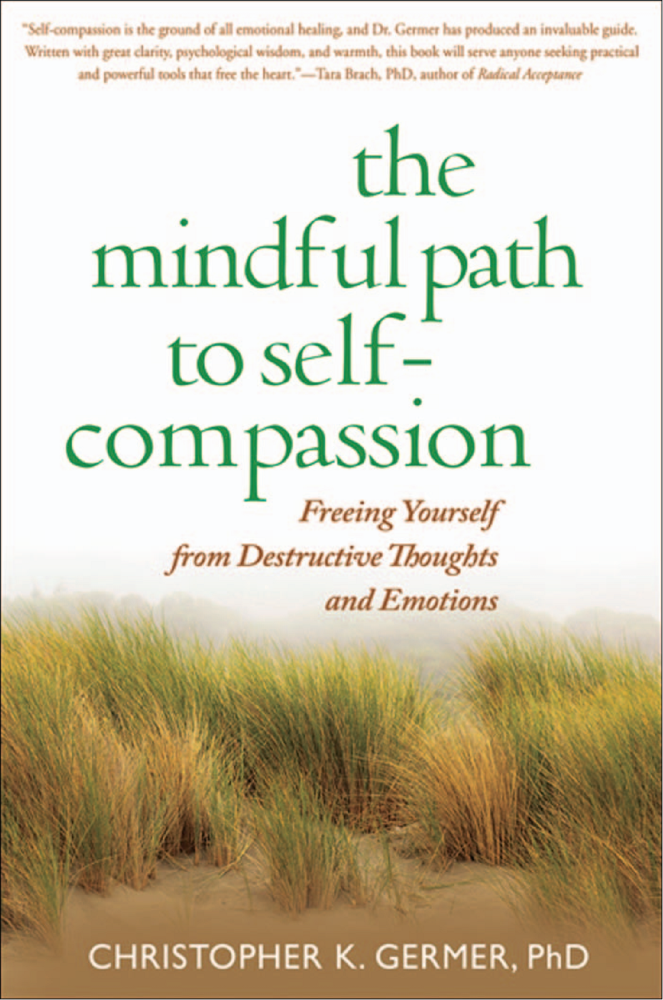 "Self-compassion is the ground of all emotional healing, and Dr. Germer has produced an invaluable guide.
Written with great clarity, psychological wisdom, and warmth, this book will serve anyone seeking practical
and powerful tools that free the heart."—Tara Brach, PhD, author of Radical Acceptance
the
mindful path
to self-
compassion
Freeing Yourself
from Destructive Thoughts
and Emotions
CHRISTOPHER K. GERMER, PhD